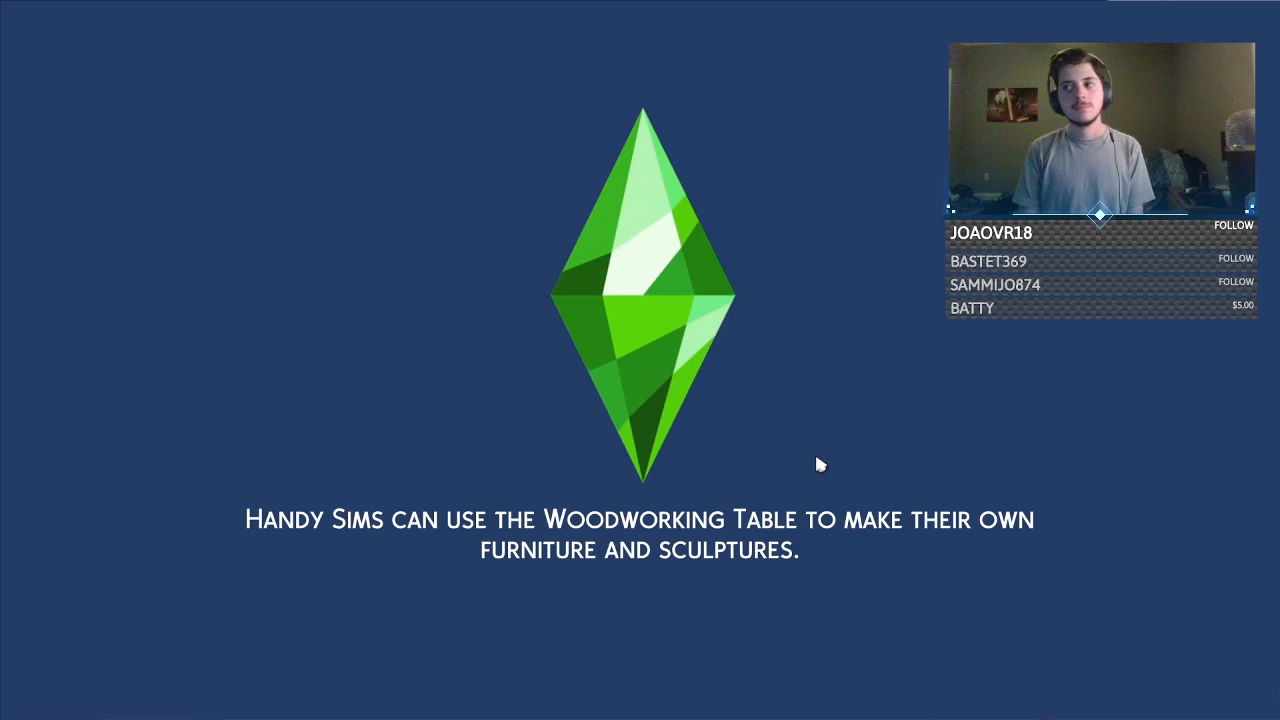 JOAOVR18 FOLLOW
BASTET369 FOLLOW
SAMMIJO874 FOLLOW
BATTY $5.00
HANDY SIMS CAN USE THE WOODWORKING TABLE TO MAKE THEIR OWN
FURNITURE AND SCULPTURES.